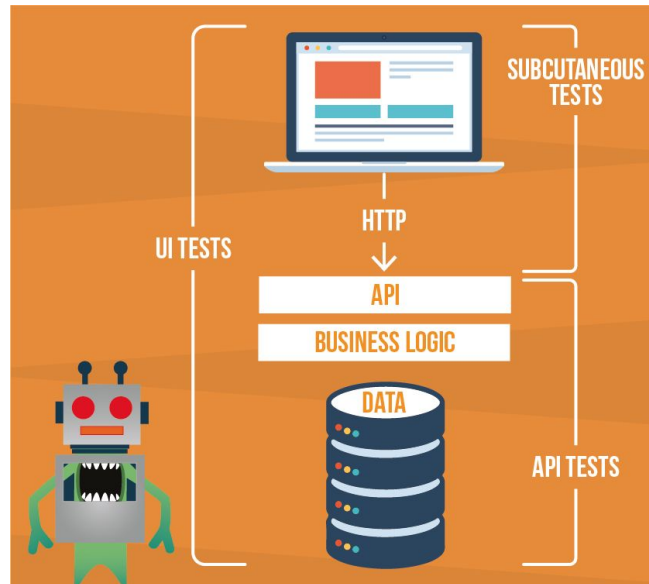 SUBCUTANEOUS
TESTS
HTTP
UI TESTS
API
BUSINESS LOGIC
DATA
API TESTS